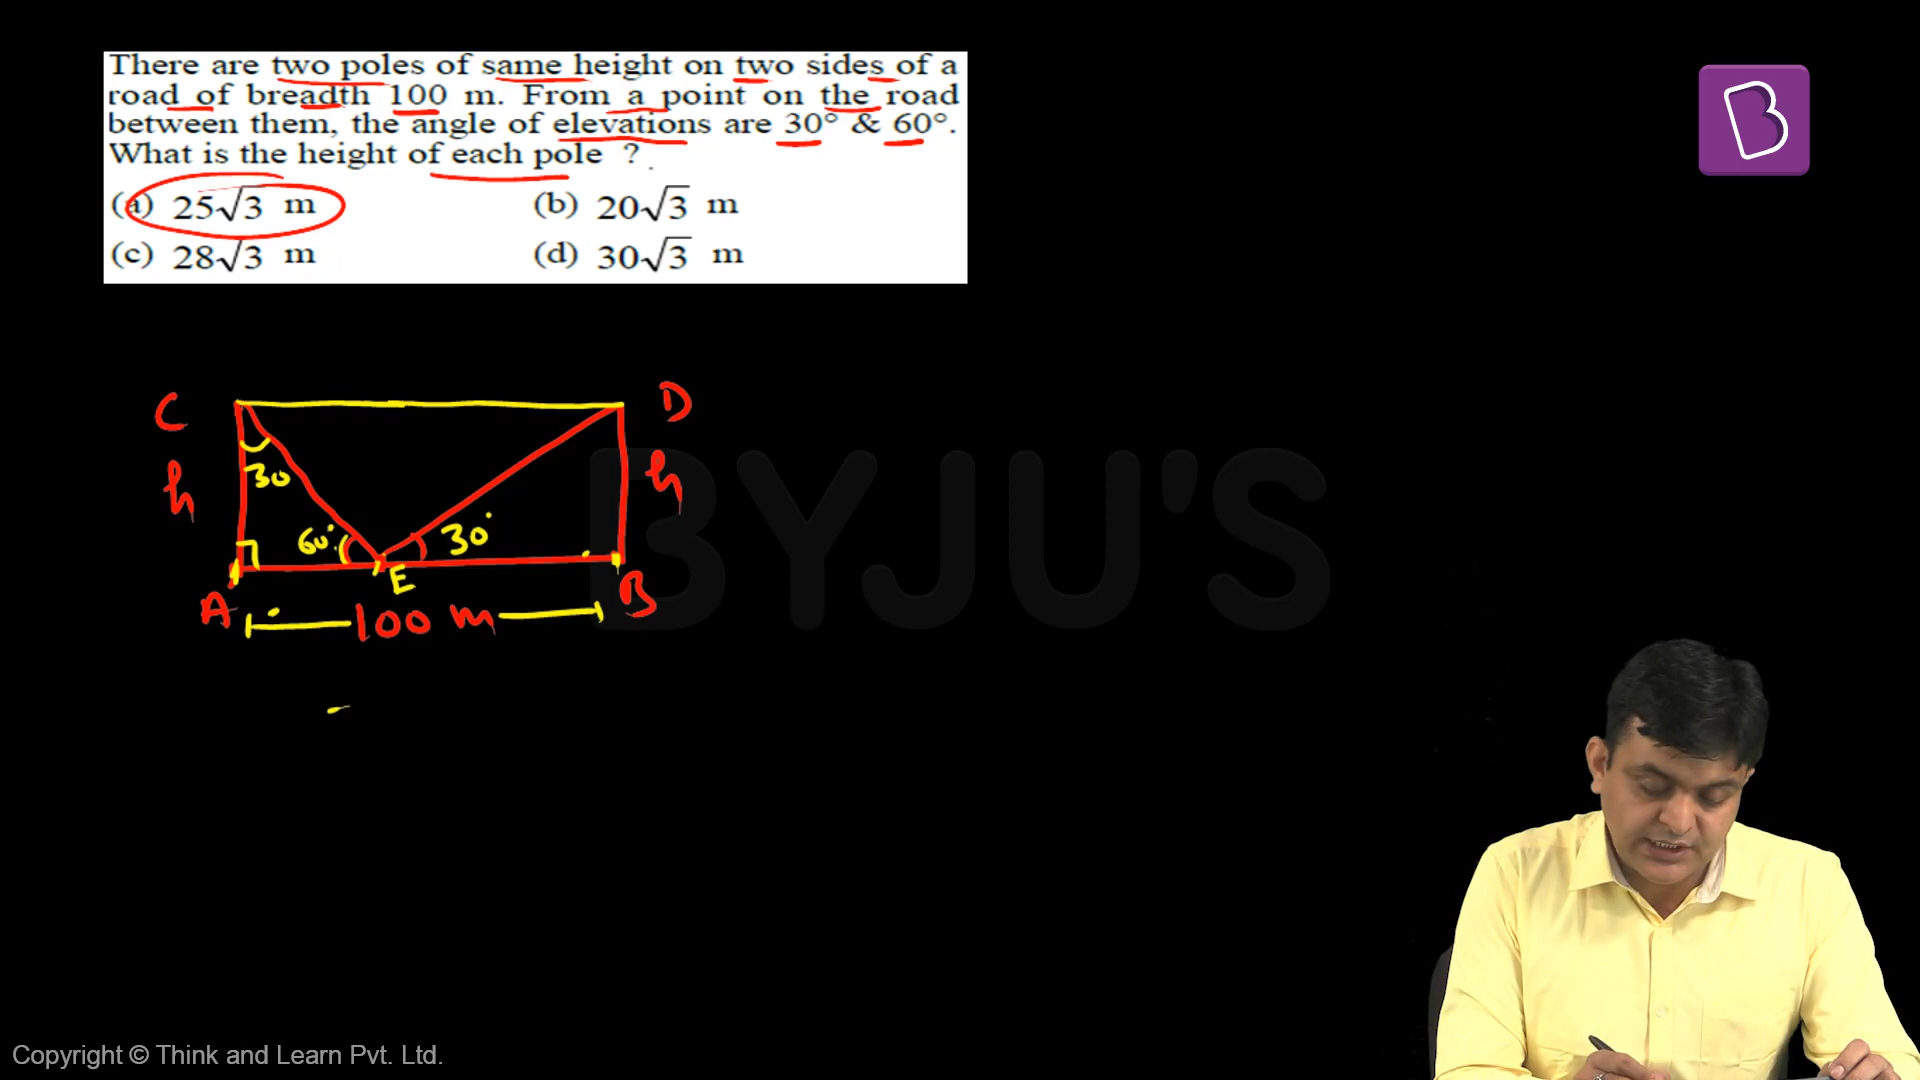 There are two poles of same height on two sides of a
road of breadth 100 m. From a point on the road
between them, the angle of elevations are 30° & 60°.
What is the height of each pole ?
(a) 25√3 m (b) 20√3 m
(c) 28√3 m (d) 30√3 m
B
C D
h h
30
60° 30°
A E B
100 m
BYJU'S
Copyright © Think and Learn Pvt. Ltd.